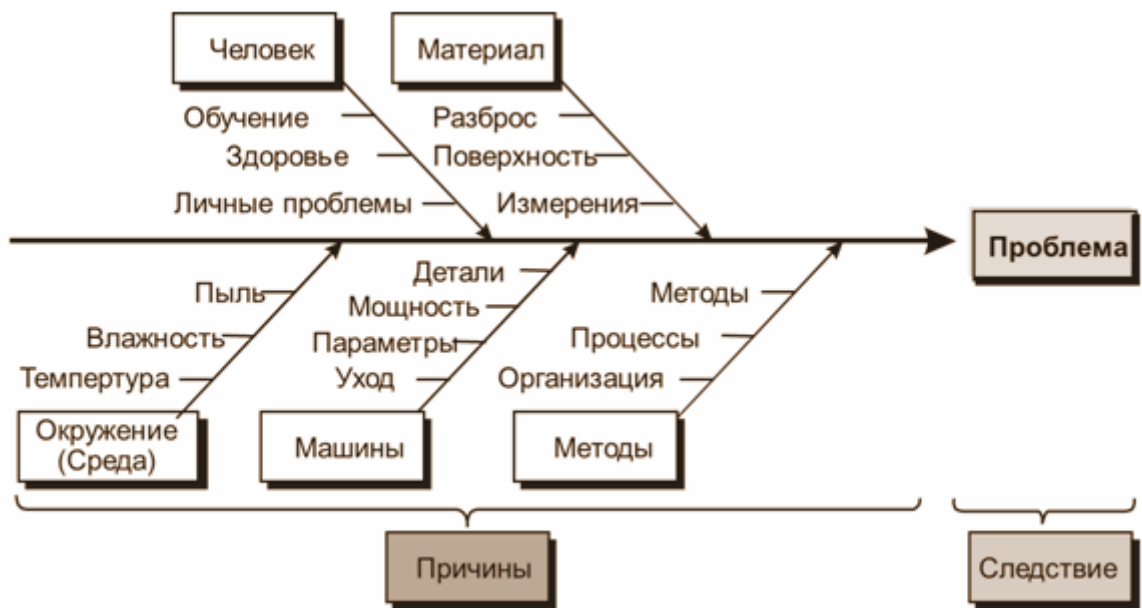 Человек
Материал
Обучение
Здоровье
Личные проблемы
Разброс
Поверхность
Измерения
Проблема
Пыль
Влажность
Темпертура
Детали
Мощность
Параметры
Уход
Методы
Процессы
Организация
Окружение
(Среда)
Машины
Методы
Причины
Следствие